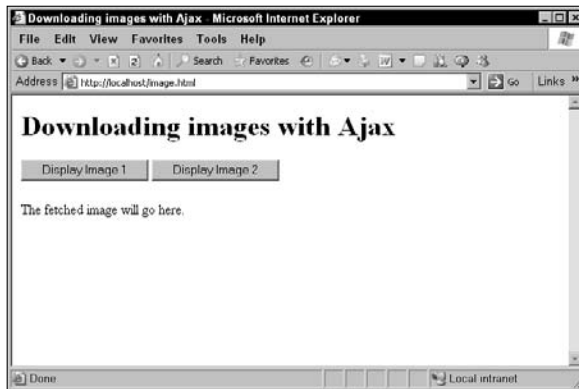 Downloading images with Ajax - Microsoft Internet Explorer
File Edit View Favorites Tools Help
Back Search Favorites
Address http://localhost/image.html Go Links »
Downloading images with Ajax
Display Image 1 Display Image 2
The fetched image will go here.
Done Local intranet